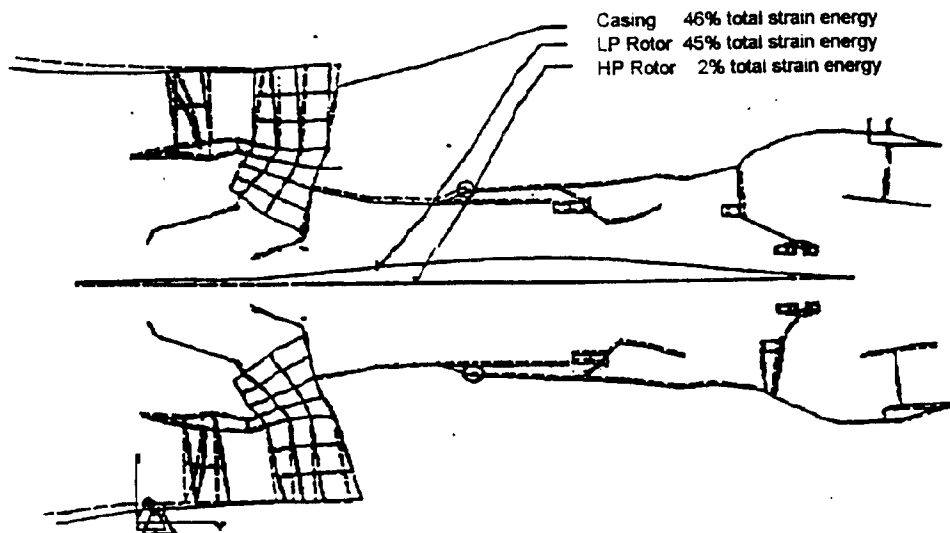 Casing 46% total strain energy
LP Rotor 45% total strain energy
HP Rotor 2% total strain energy
Y